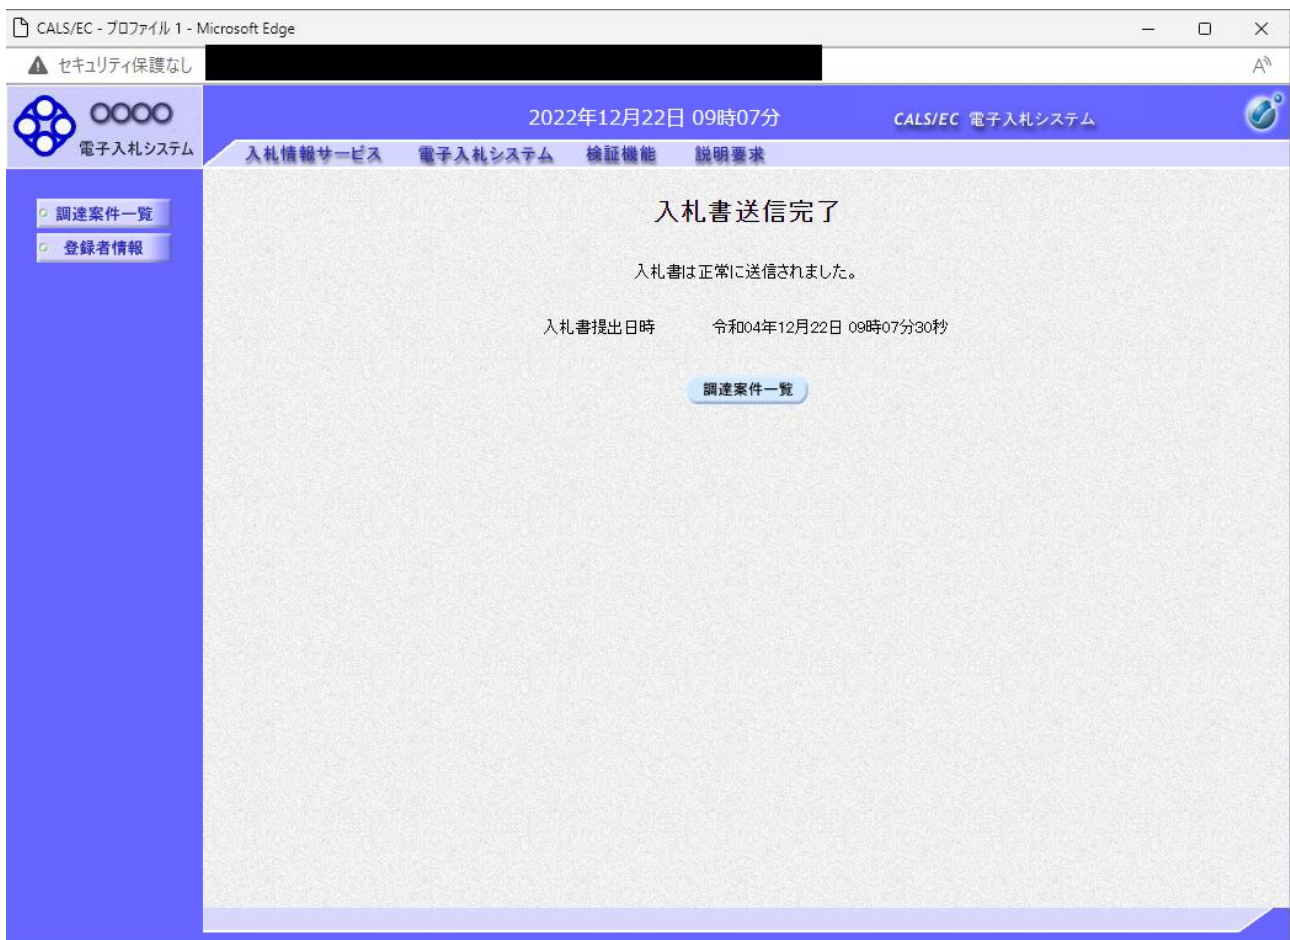 CALS/EC - プロファイル 1 - Microsoft Edge
セキュリティ保護なし
OOOO
電子入札システム
2022年12月22日 09時07分
CALS/EC 電子入札システム
入札情報サービス 電子入札システム 検証機能 説明要求
調達案件一覧
登録者情報
入札書送信完了
入札書は正常に送信されました。
入札書提出日時 令和04年12月22日 09時07分30秒
調達案件一覧